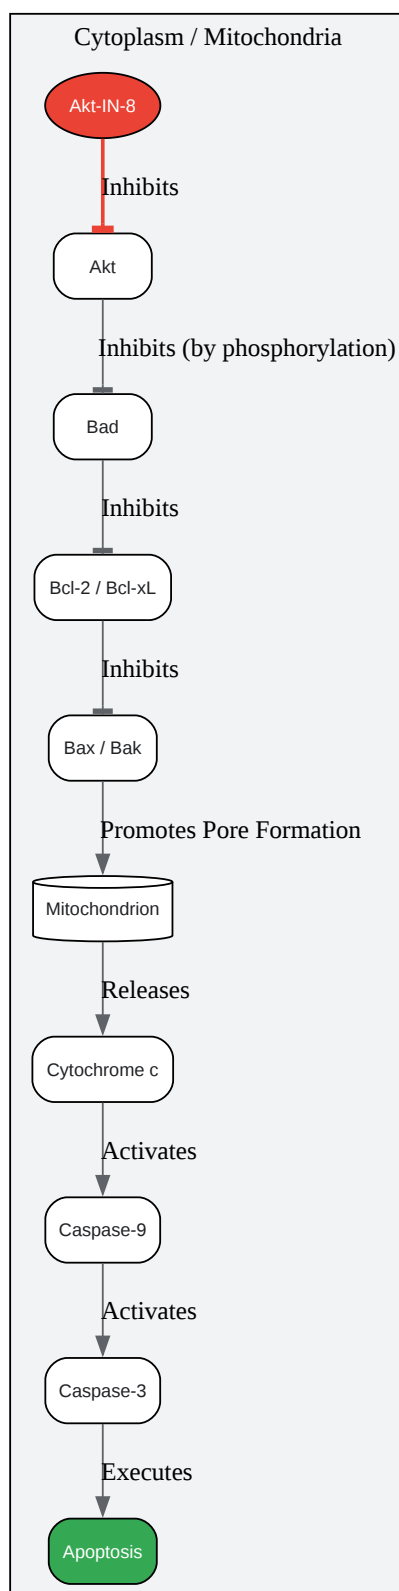 Cytoplasm / Mitochondria
Akt-IN-8
Inhibits
Akt
Inhibits (by phosphorylation)
Bad
Inhibits
Bcl-2 / Bcl-xL
Inhibits
Bax / Bak
Promotes Pore Formation
Mitochondrion
Releases
Cytochrome c
Activates
Caspase-9
Activates
Caspase-3
Executes
Apoptosis